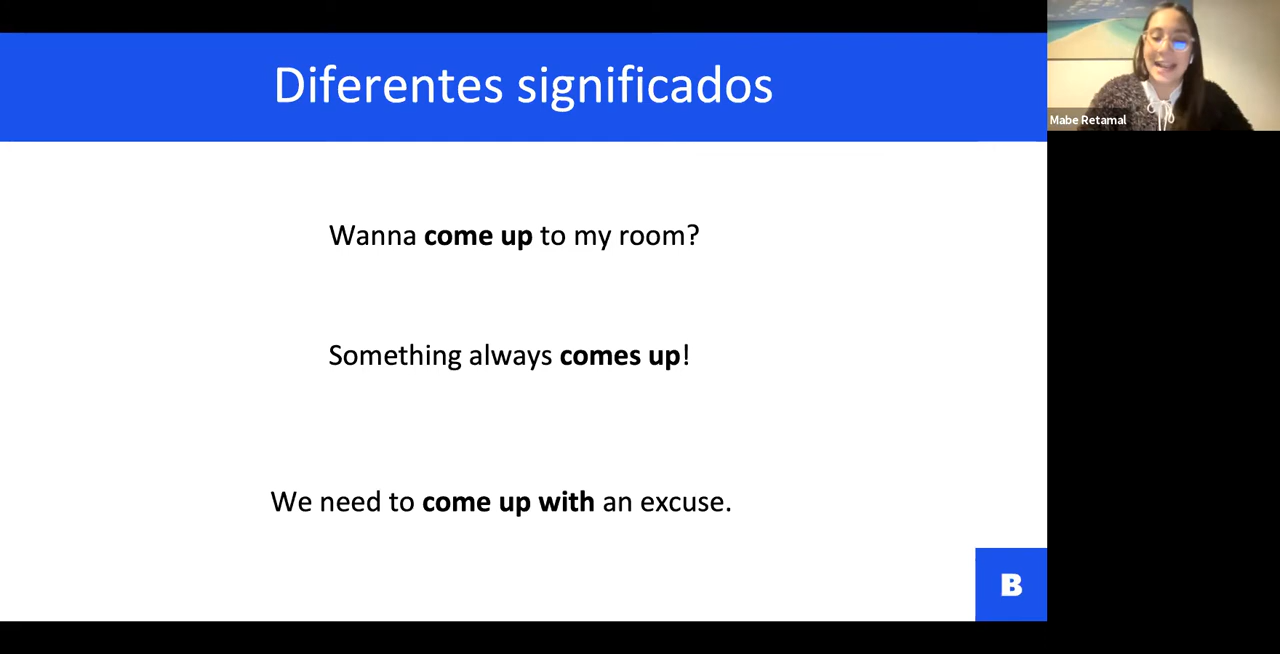 Diferentes significados
Mabe Retamal
Wanna come up to my room?
Something always comes up!
We need to come up with an excuse.
B